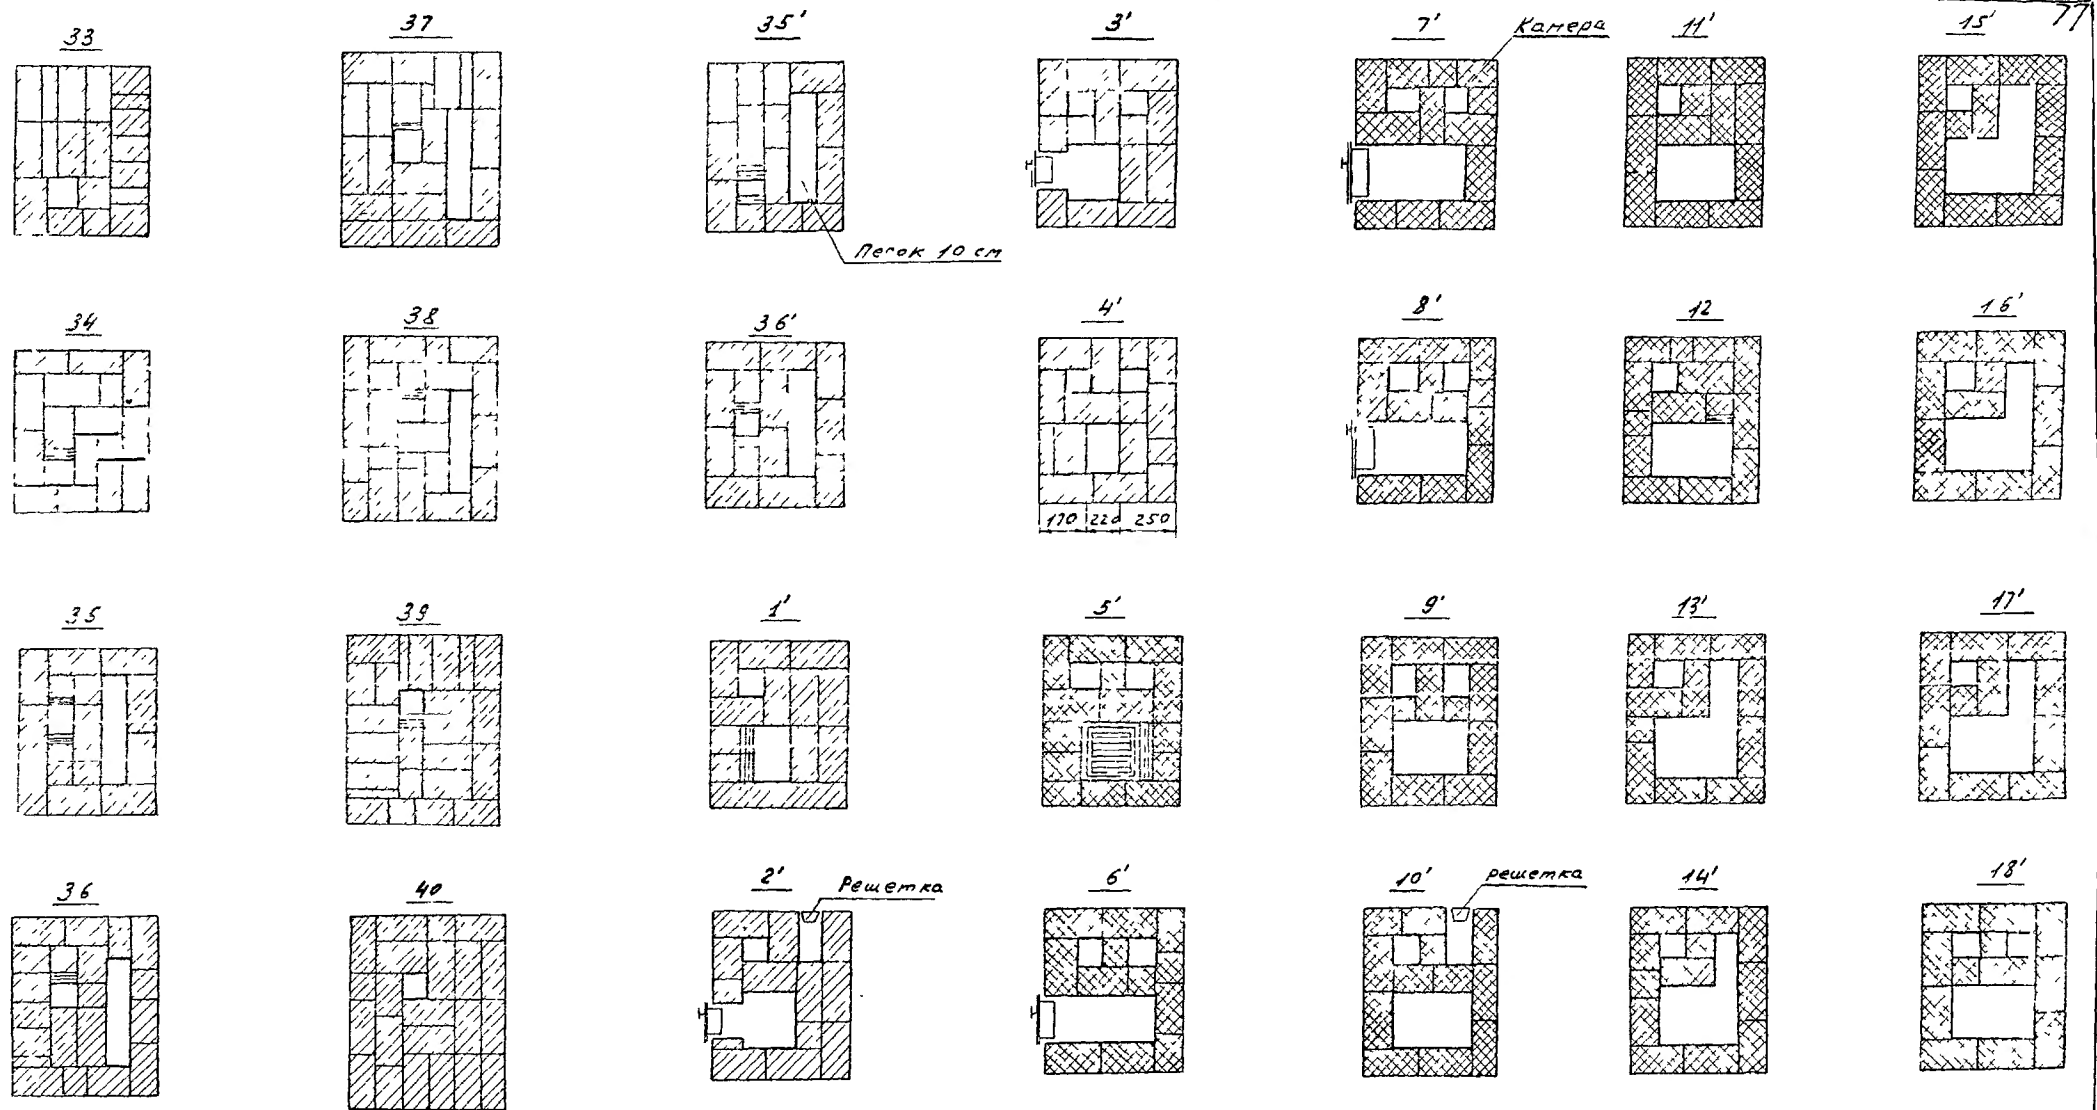 77
33 37 35' 3' 7' Камера 11' 15'
Песок 10 см
34 38 36' 4' 8' 12 16'
170 220 250
35 39 1' 5' 9' 13' 17'
36 40 2' Решетка 6' 10' решетка 14' 18'